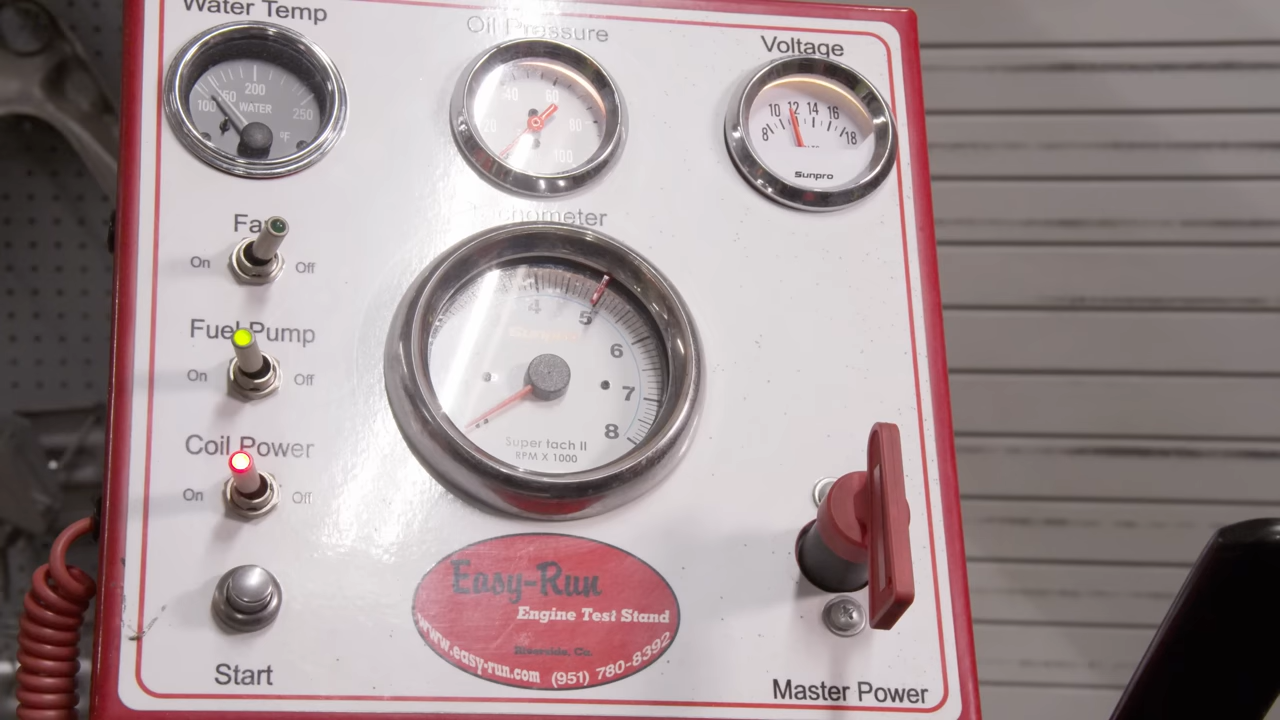 Water Temp
Oil Pressure
Voltage
100 150 200 250
WATER
°F
20 40 60 80 100
8 10 12 14 16 18
Sunpro
Tachometer
4 5 6 7 8
Super tach II
RPM X 1000
Fan
On Off
Fuel Pump
On Off
Coil Power
On Off
Start
Easy-Run
Engine Test Stand
Riverside, Ca.
www.easy-run.com (951) 780-8392
Master Power